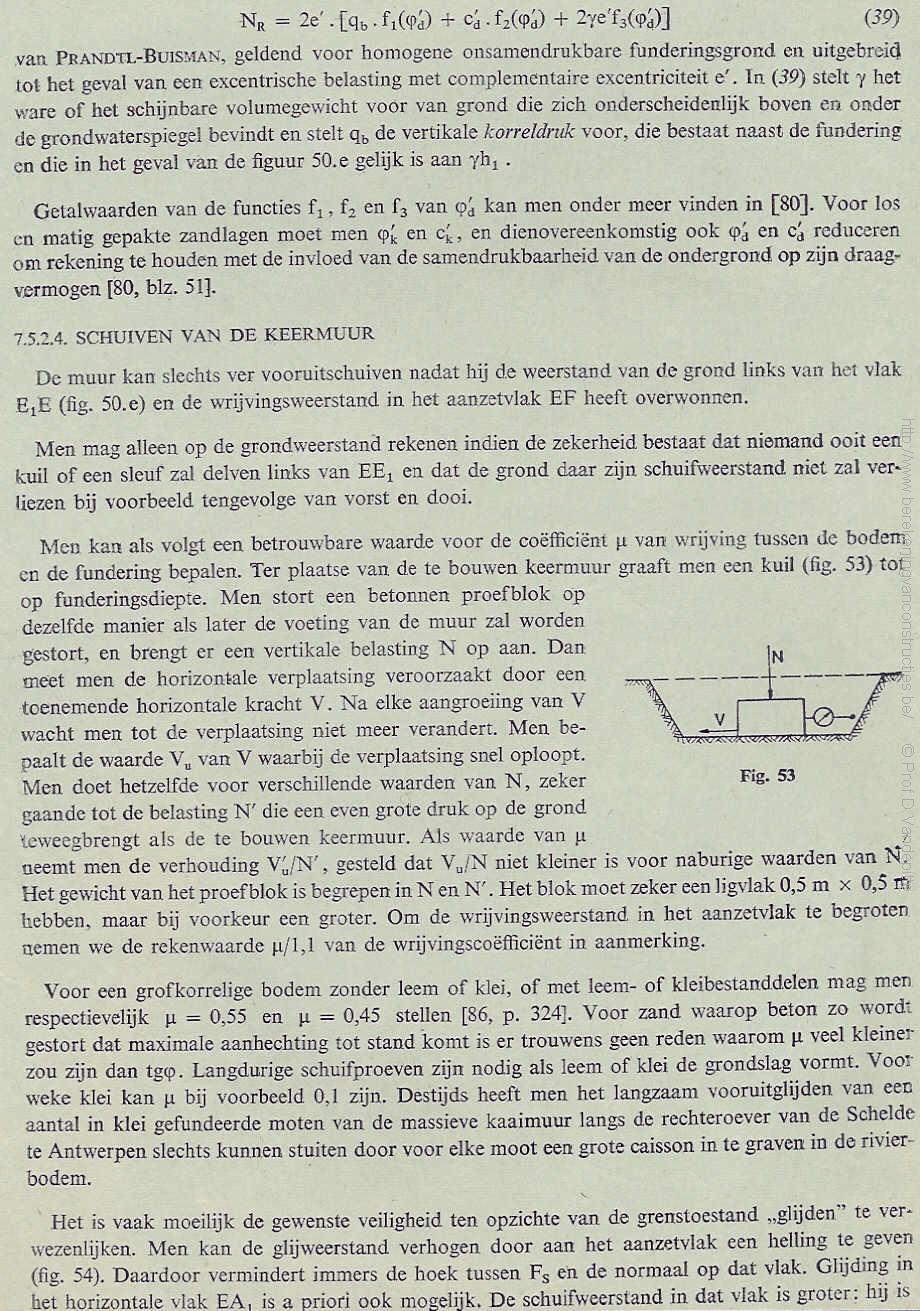 N_R = 2e′ . [q_b . f₁(φ′_d) + c′_d . f₂(φ′_d) + 2γe′f₃(φ′_d)] (39)
van PRANDTL-BUISMAN, geldend voor homogene onsamendrukbare funderingsgrond en uitgebreid
tot het geval van een excentrische belasting met complementaire excentriciteit e′. In (39) stelt γ het
ware of het schijnbare volumegewicht voor van grond die zich onderscheidenlijk boven en onder
de grondwaterspiegel bevindt en stelt q_b de vertikale korreldruk voor, die bestaat naast de fundering
en die in het geval van de figuur 50.e gelijk is aan γh₁ .
Getalwaarden van de functies f₁, f₂ en f₃ van φ′_d kan men onder meer vinden in [80]. Voor los
en matig gepakte zandlagen moet men φ′_k en c′_k, en dienovereenkomstig ook φ′_d en c′_d reduceren
om rekening te houden met de invloed van de samendrukbaarheid van de ondergrond op zijn draag-
vermogen [80, blz. 51].
7.5.2.4. SCHUIVEN VAN DE KEERMUUR
De muur kan slechts ver vooruitschuiven nadat hij de weerstand van de grond links van het vlak
E₁E (fig. 50.e) en de wrijvingsweerstand in het aanzetvlak EF heeft overwonnen.
Men mag alleen op de grondweerstand rekenen indien de zekerheid bestaat dat niemand ooit een
kuil of een sleuf zal delven links van EE₁ en dat de grond daar zijn schuifweerstand niet zal ver-
liezen bij voorbeeld tengevolge van vorst en dooi.
Men kan als volgt een betrouwbare waarde voor de coëfficiënt μ van wrijving tussen de bodem
en de fundering bepalen. Ter plaatse van de te bouwen keermuur graaft men een kuil (fig. 53) tot
op funderingsdiepte. Men stort een betonnen proefblok op
dezelfde manier als later de voeting van de muur zal worden
gestort, en brengt er een vertikale belasting N op aan. Dan
meet men de horizontale verplaatsing veroorzaakt door een
toenemende horizontale kracht V. Na elke aangroeiing van V
wacht men tot de verplaatsing niet meer verandert. Men be-
paalt de waarde V_u van V waarbij de verplaatsing snel oploopt.
Men doet hetzelfde voor verschillende waarden van N, zeker
gaande tot de belasting N′ die een even grote druk op de grond
teweegbrengt als de te bouwen keermuur. Als waarde van μ
neemt men de verhouding V′_u/N′, gesteld dat V_u/N niet kleiner is voor naburige waarden van N.
Het gewicht van het proefblok is begrepen in N en N′. Het blok moet zeker een ligvlak 0,5 m × 0,5 m
hebben, maar bij voorkeur een groter. Om de wrijvingsweerstand in het aanzetvlak te begroten
nemen we de rekenwaarde μ/1,1 van de wrijvingscoëfficiënt in aanmerking.
N
V
Fig. 53
Voor een grofkorrelige bodem zonder leem of klei, of met leem- of kleibestanddelen mag men
respectievelijk μ = 0,55 en μ = 0,45 stellen [86, p. 324]. Voor zand waarop beton zo wordt
gestort dat maximale aanhechting tot stand komt is er trouwens geen reden waarom μ veel kleiner
zou zijn dan tgφ. Langdurige schuifproeven zijn nodig als leem of klei de grondslag vormt. Voor
weke klei kan μ bij voorbeeld 0,1 zijn. Destijds heeft men het langzaam vooruitglijden van een
aantal in klei gefundeerde moten van de massieve kaaimuur langs de rechteroever van de Schelde
te Antwerpen slechts kunnen stuiten door voor elke moot een grote caisson in te graven in de rivier-
bodem.
Het is vaak moeilijk de gewenste veiligheid ten opzichte van de grenstoestand „glijden” te ver-
wezenlijken. Men kan de glijweerstand verhogen door aan het aanzetvlak een helling te geven
(fig. 54). Daardoor vermindert immers de hoek tussen F_s en de normaal op dat vlak. Glijding in
het horizontale vlak EA₁ is a priori ook mogelijk. De schuifweerstand in dat vlak is groter: hij is
http://www.berekeningvanconstructies.be/ © Prof D. Vandep